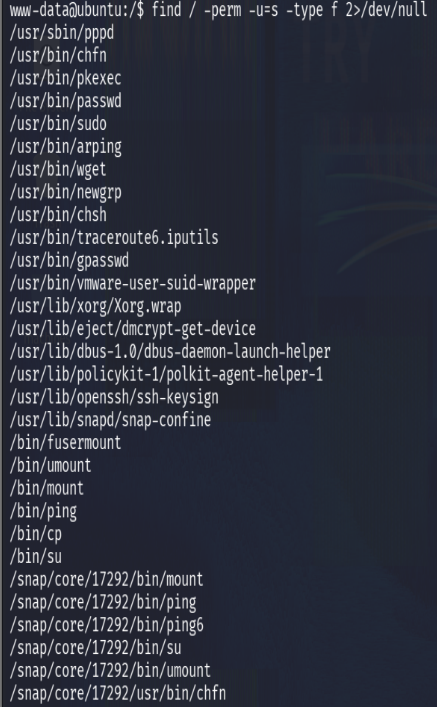 www-data@ubuntu:/$ find / -perm -u=s -type f 2>/dev/null
/usr/sbin/pppd
/usr/bin/chfn
/usr/bin/pkexec
/usr/bin/passwd
/usr/bin/sudo
/usr/bin/arping
/usr/bin/wget
/usr/bin/newgrp
/usr/bin/chsh
/usr/bin/traceroute6.iputils
/usr/bin/gpasswd
/usr/bin/vmware-user-suid-wrapper
/usr/lib/xorg/Xorg.wrap
/usr/lib/eject/dmcrypt-get-device
/usr/lib/dbus-1.0/dbus-daemon-launch-helper
/usr/lib/policykit-1/polkit-agent-helper-1
/usr/lib/openssh/ssh-keysign
/usr/lib/snapd/snap-confine
/bin/fusermount
/bin/umount
/bin/mount
/bin/ping
/bin/cp
/bin/su
/snap/core/17292/bin/mount
/snap/core/17292/bin/ping
/snap/core/17292/bin/ping6
/snap/core/17292/bin/su
/snap/core/17292/bin/umount
/snap/core/17292/usr/bin/chfn